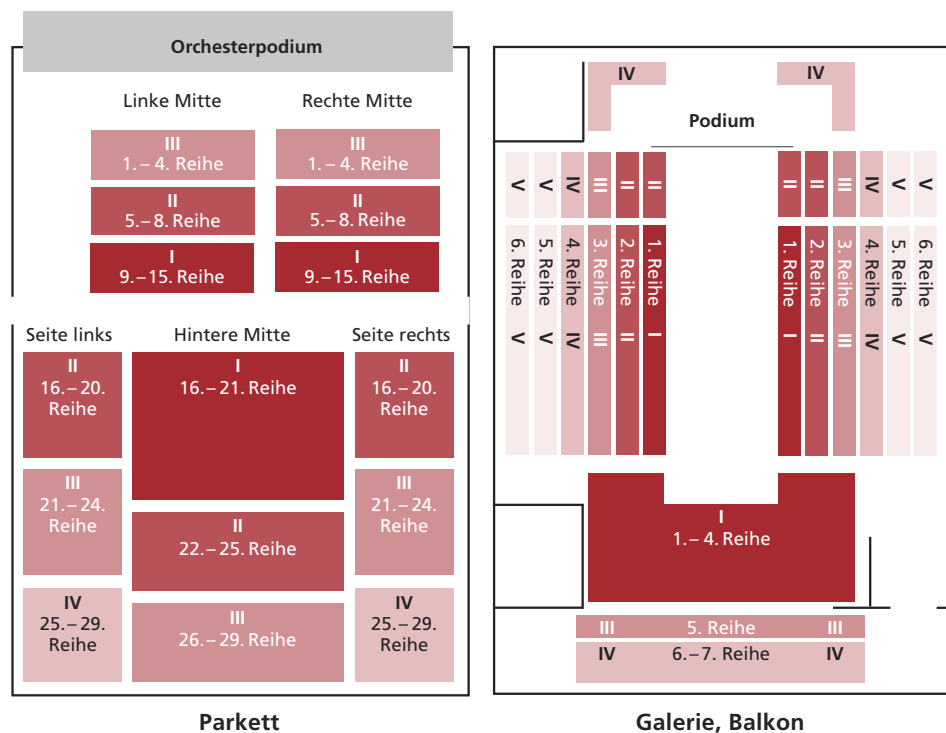 Orchesterpodium
Linke Mitte
Rechte Mitte
III
1.–4. Reihe
III
1.–4. Reihe
II
5.–8. Reihe
II
5.–8. Reihe
I
9.–15. Reihe
I
9.–15. Reihe
Seite links
Hintere Mitte
Seite rechts
II
16.–20.
Reihe
I
16.–21. Reihe
II
16.–20.
Reihe
III
21.–24.
Reihe
II
22.–25. Reihe
III
21.–24.
Reihe
IV
25.–29.
Reihe
III
26.–29. Reihe
IV
25.–29.
Reihe
Parkett
IV
IV
Podium
V
V
IV
III
II
II
II
II
III
IV
V
V
6. Reihe V
5. Reihe V
4. Reihe IV
3. Reihe III
2. Reihe II
1. Reihe I
1. Reihe I
2. Reihe II
3. Reihe III
4. Reihe IV
5. Reihe V
6. Reihe V
I
1.–4. Reihe
III 5. Reihe III
IV 6.–7. Reihe IV
Galerie, Balkon